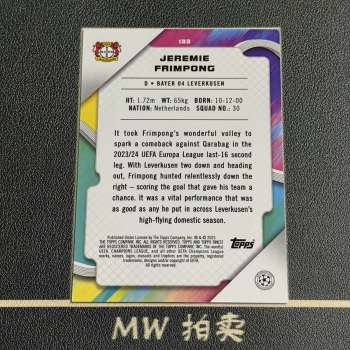 133
JEREMIE
FRIMPONG
D • BAYER 04 LEVERKUSEN
HT: 1.72m WT: 65kg BORN: 10-12-00
NATION: Netherlands SQUAD NO.: 30
It took Frimpong's wonderful volley to
spark a comeback against Qarabag in the
2023/24 UEFA Europa League last-16 second
leg. With Leverkusen two down and heading
out, Frimpong hunted relentlessly down the
right – scoring the goal that gave his team a
chance. It was a vital performance that was
as good as any he put in across Leverkusen's
high-flying domestic season.
Topps
MW 拍卖